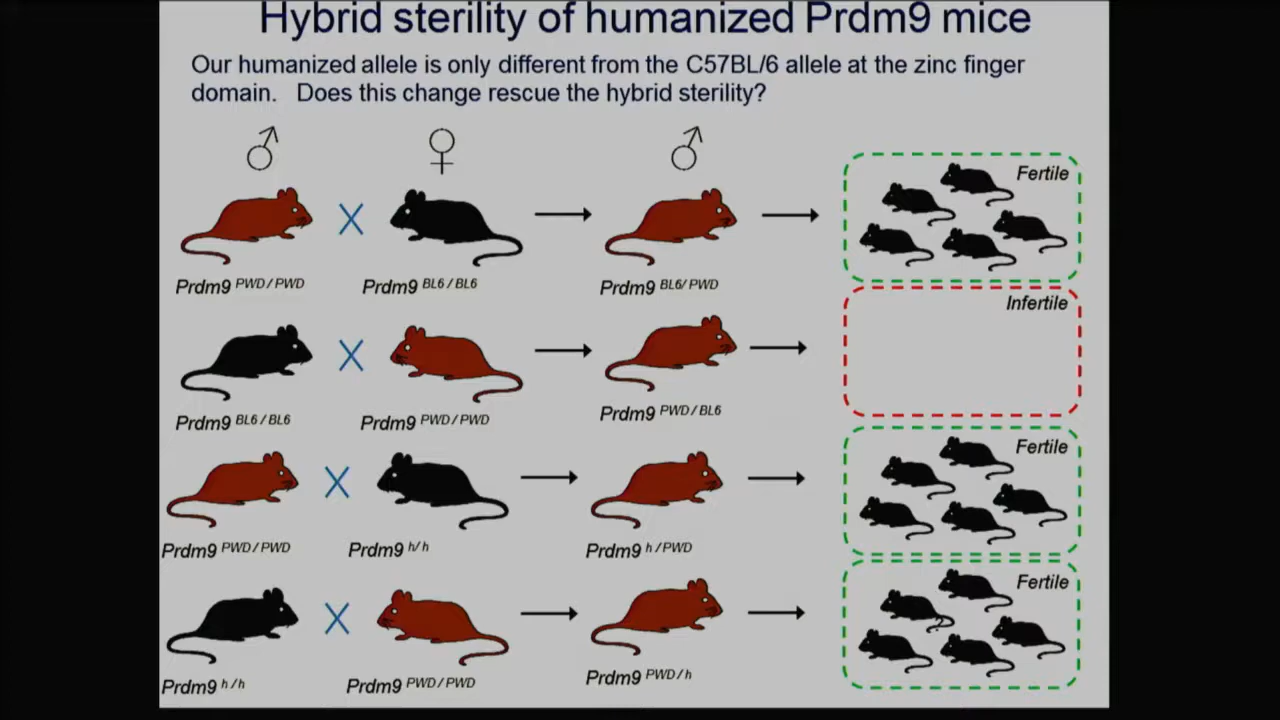 Hybrid sterility of humanized Prdm9 mice
Our humanized allele is only different from the C57BL/6 allele at the zinc finger
domain. Does this change rescue the hybrid sterility?
♂ ♀ ♂
Fertile
X
Prdm9 PWD/PWD Prdm9 BL6/BL6 Prdm9 BL6/PWD
Infertile
X
Prdm9 BL6/BL6 Prdm9 PWD/PWD Prdm9 PWD/BL6
Fertile
X
Prdm9 PWD/PWD Prdm9 h/h Prdm9 h/PWD
Fertile
X
Prdm9 h/h Prdm9 PWD/PWD Prdm9 PWD/h